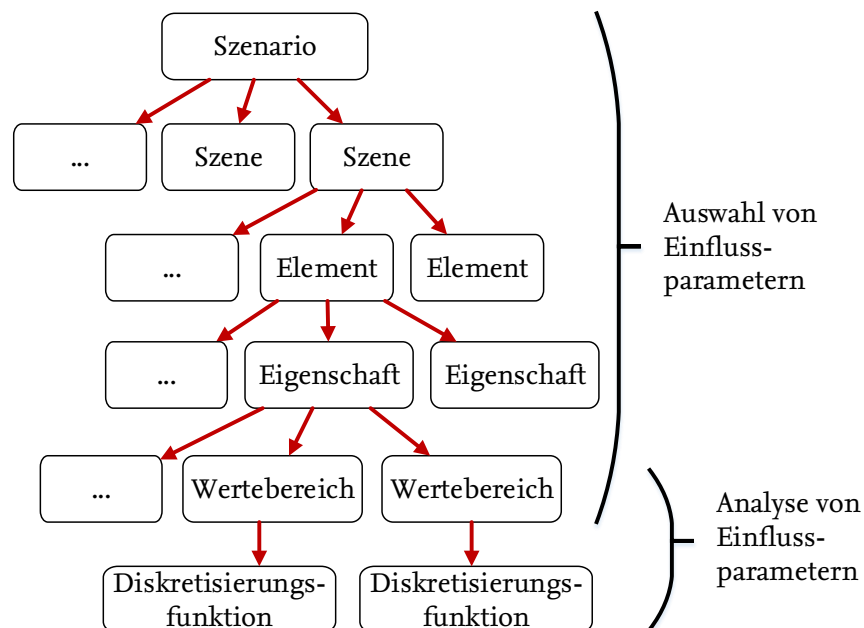 Szenario
...
Szene
Szene
Auswahl von
Einfluss-
parametern
...
Element
Element
...
Eigenschaft
Eigenschaft
...
Wertebereich
Wertebereich
Analyse von
Einfluss-
parametern
Diskretisierungs-
funktion
Diskretisierungs-
funktion